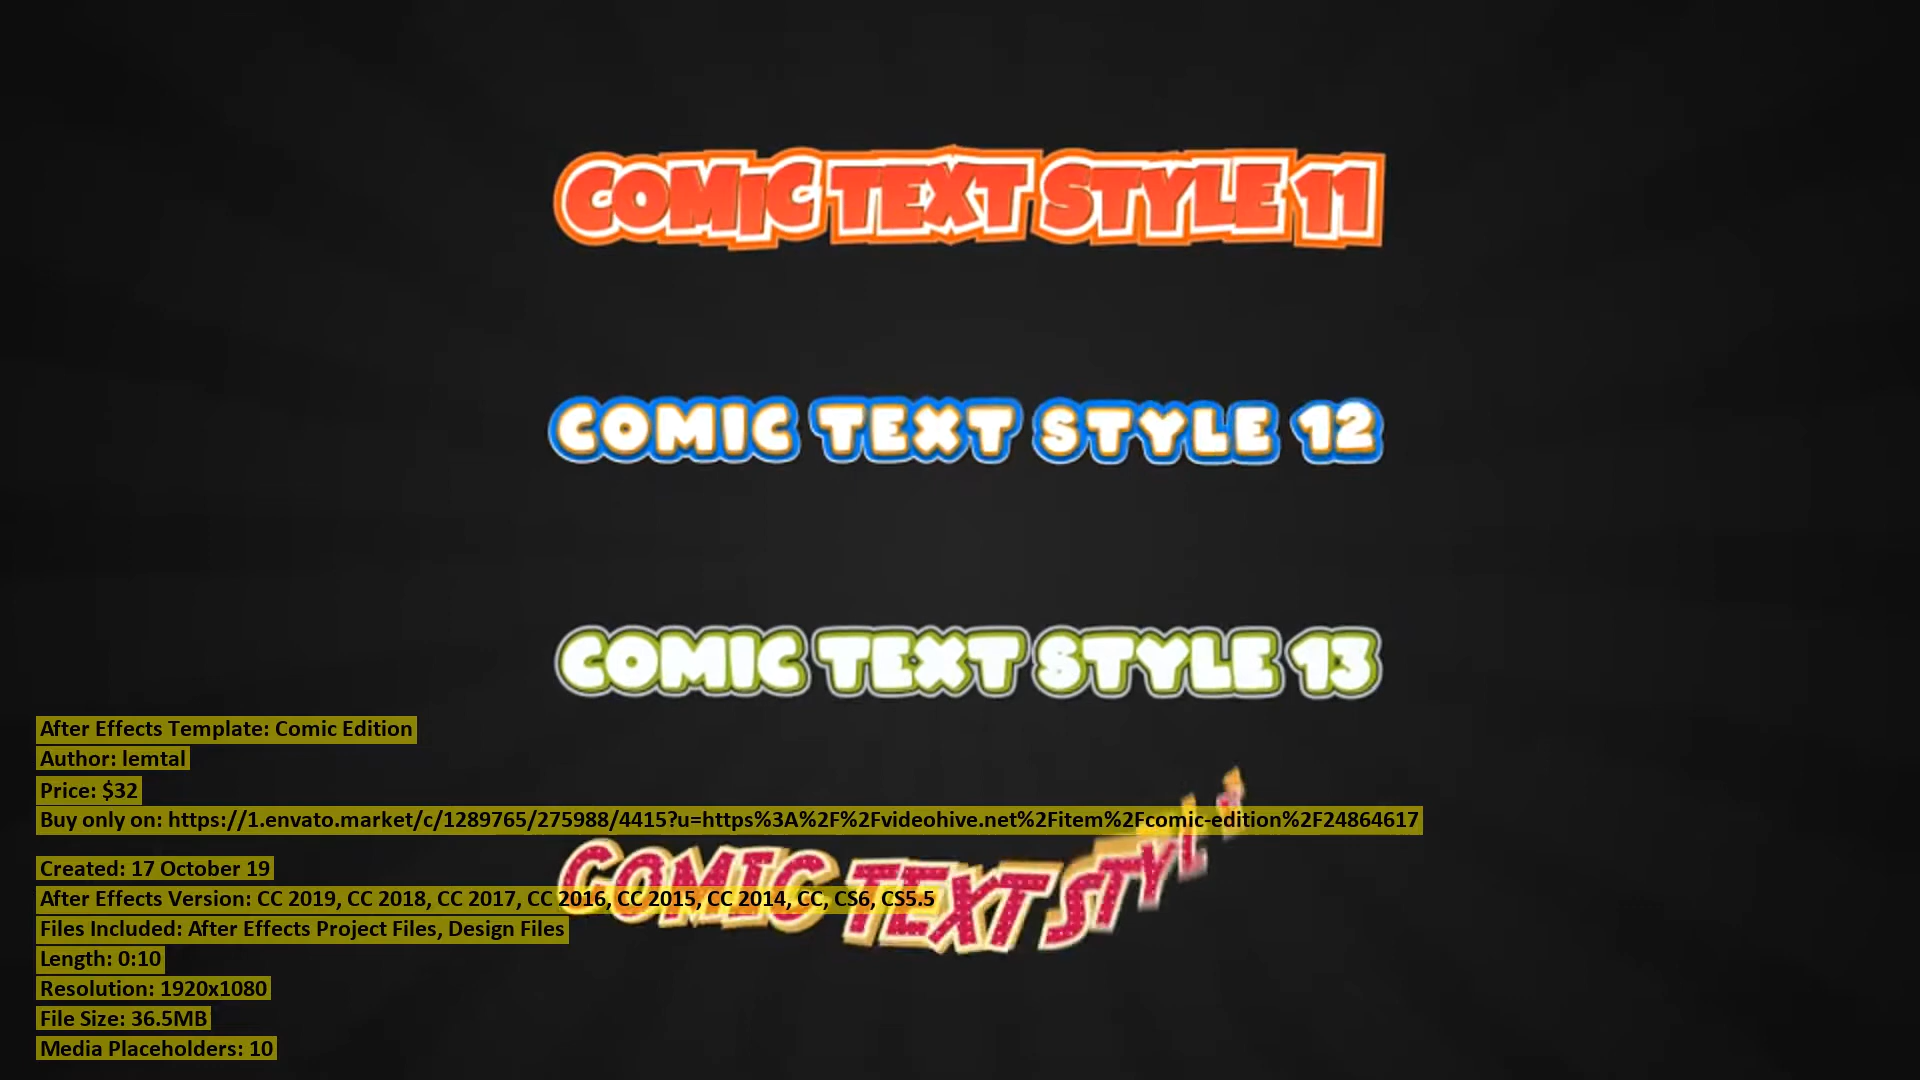 COMIC TEXT STYLE 11
COMIC TEXT STYLE 12
COMIC TEXT STYLE 13
After Effects Template: Comic Edition
Author: lemtal
Price: $32
Buy only on: https://1.envato.market/c/1289765/275988/4415?u=https%3A%2F%2Fvideohive.net%2Fitem%2Fcomic-edition%2F24864617
COMIC TEXT STYL
Created: 17 October 19
After Effects Version: CC 2019, CC 2018, CC 2017, CC 2016, CC 2015, CC 2014, CC, CS6, CS5.5
Files Included: After Effects Project Files, Design Files
Length: 0:10
Resolution: 1920x1080
File Size: 36.5MB
Media Placeholders: 10